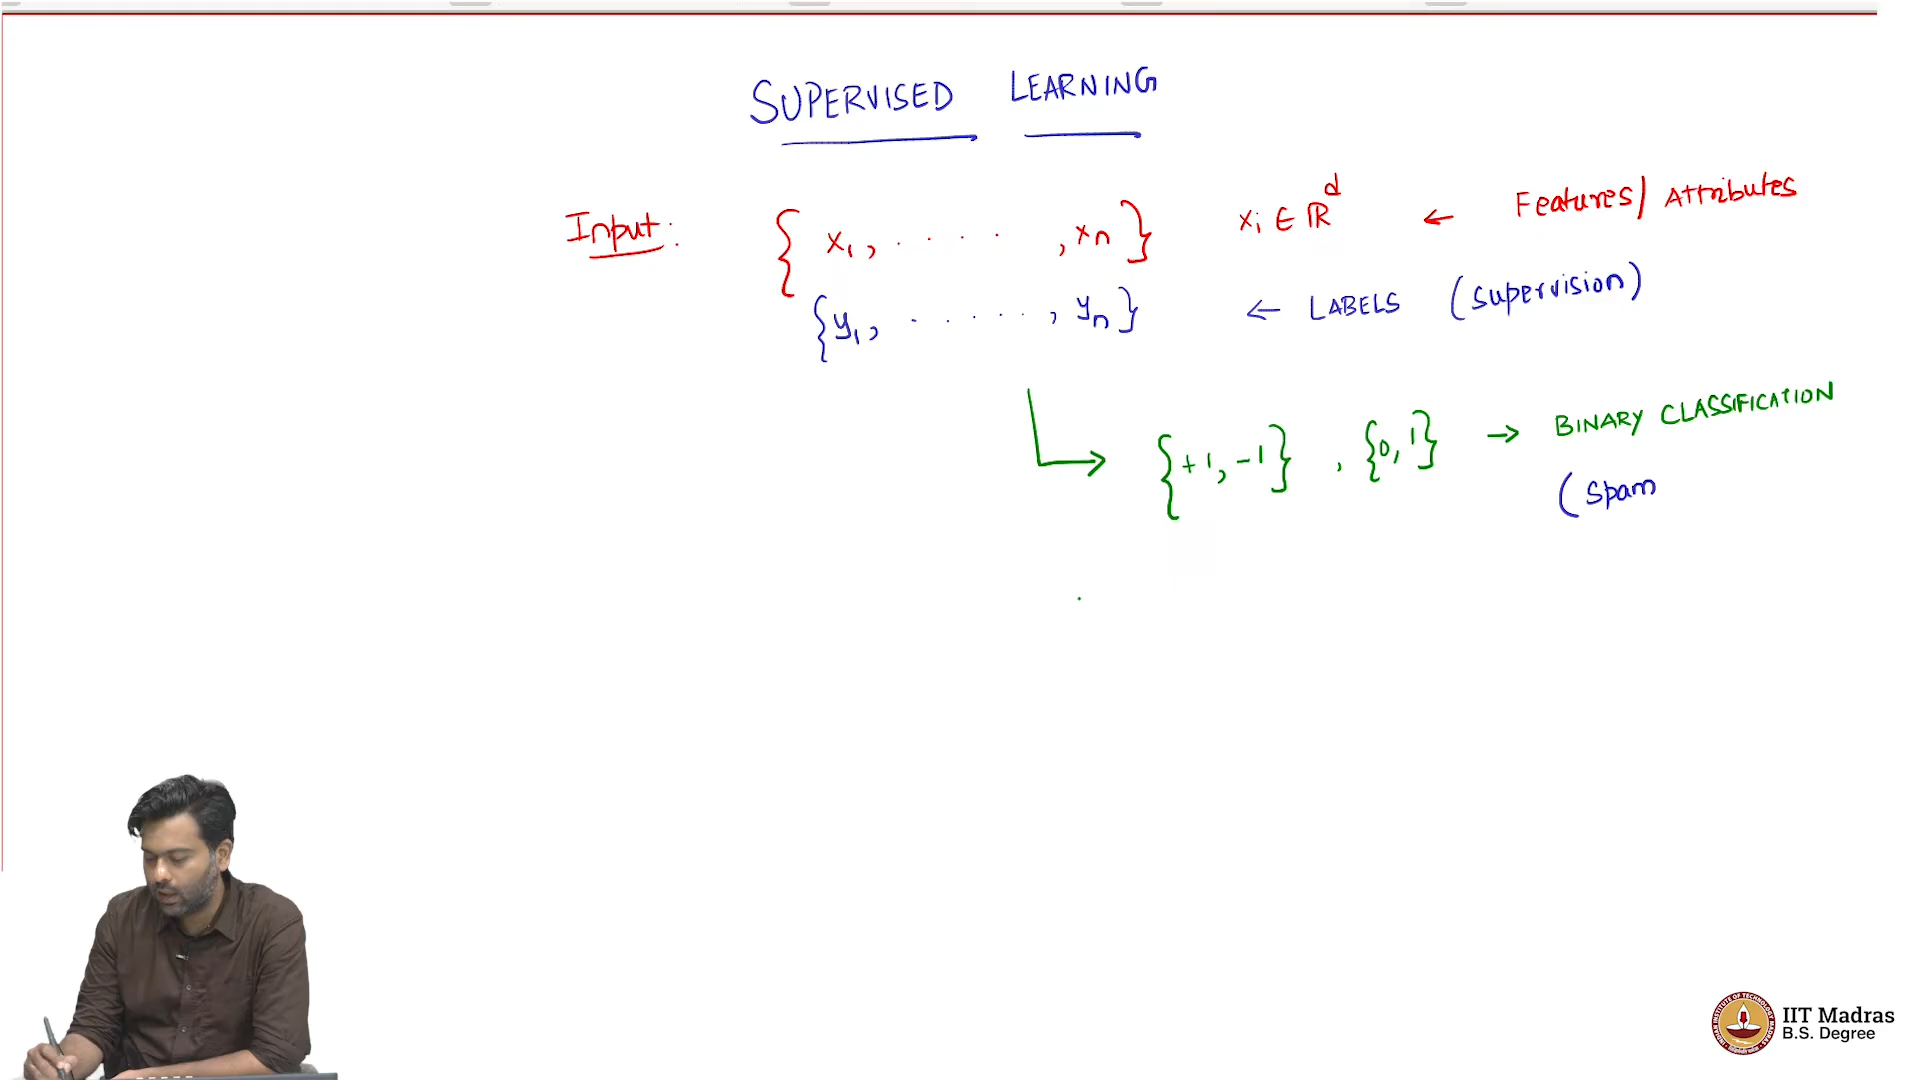 SUPERVISED LEARNING
Input: { x₁, . . . . , xₙ } xᵢ ∈ ℝᵈ ← Features/Attributes
{y₁, . . . . . , yₙ} ← LABELS (Supervision)
→ {+1, -1} , {0, 1} → BINARY CLASSIFICATION
(Spam
IIT Madras
B.S. Degree